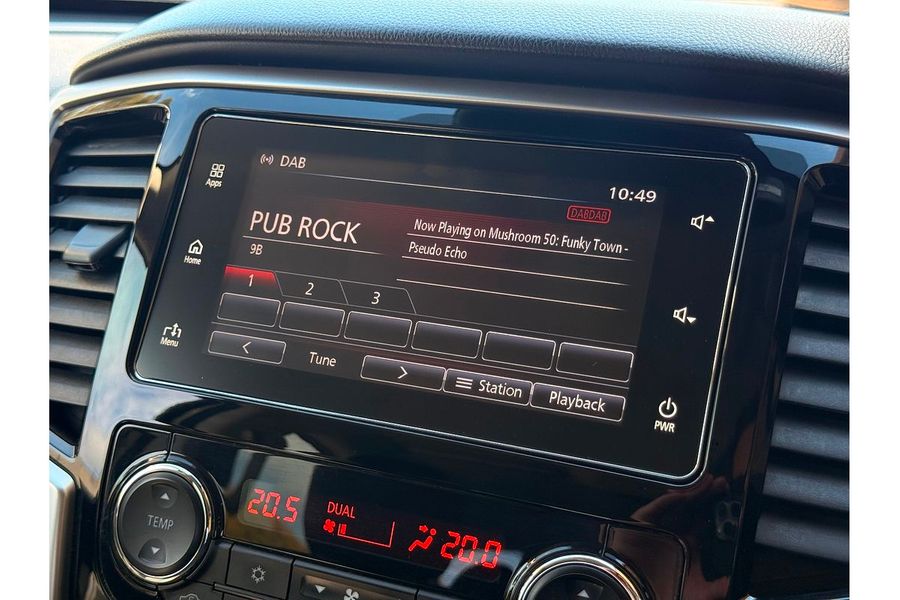 DAB
10:49
Apps
DABDAB
PUB ROCK
Now Playing on Mushroom 50: Funky Town -
Pseudo Echo
9B
Home
1
2
3
Menu
<
Tune
>
Station
Playback
PWR
TEMP
20.5
DUAL
20.0